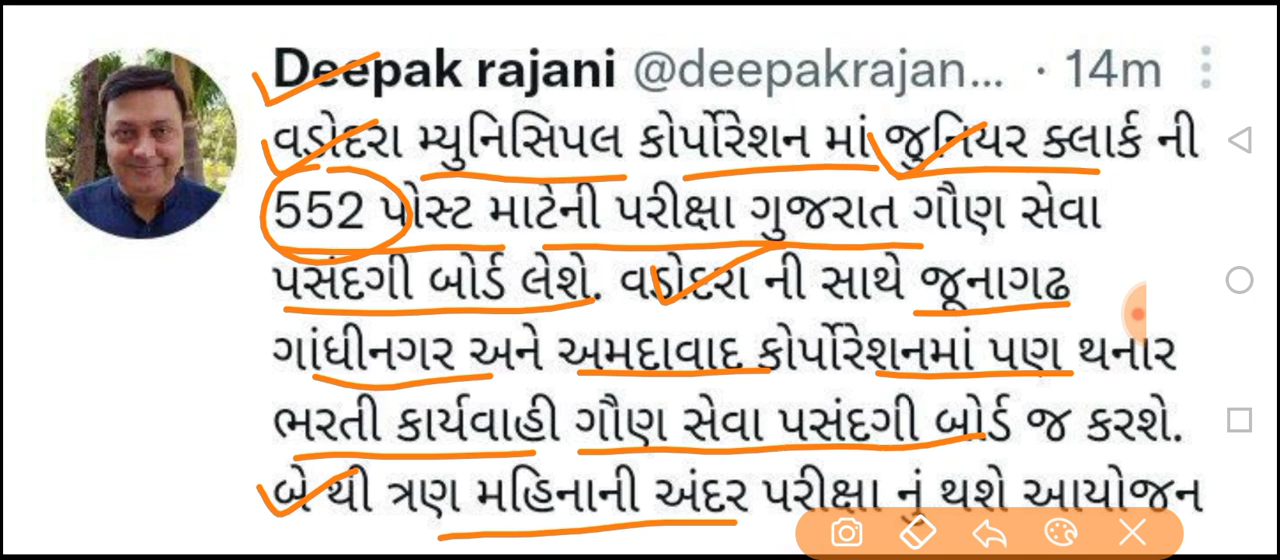 Deepak rajani @deepakrajan... · 14m
વડોદરા મ્યુનિસિપલ કોર્પોરેશન માં જુનિયર ક્લાર્ક ની
552 પોસ્ટ માટેની પરીક્ષા ગુજરાત ગૌણ સેવા
પસંદગી બોર્ડ લેશે. વડોદરા ની સાથે જૂનાગઢ
ગાંધીનગર અને અમદાવાદ કોર્પોરેશનમાં પણ થનાર
ભરતી કાર્યવાહી ગૌણ સેવા પસંદગી બોર્ડ જ કરશે.
બે થી ત્રણ મહિનાની અંદર પરીક્ષા નું થશે આયોજન